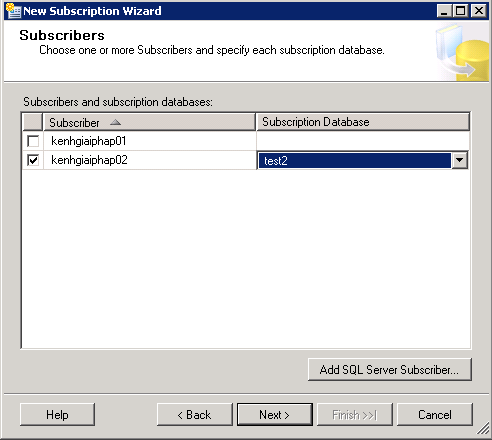 New Subscription Wizard
Subscribers
Choose one or more Subscribers and specify each subscription database.
Subscribers and subscription databases:
Subscriber Subscription Database
kenhgiaiphap01
kenhgiaiphap02 test2
Add SQL Server Subscriber...
Help < Back Next > Finish >>| Cancel